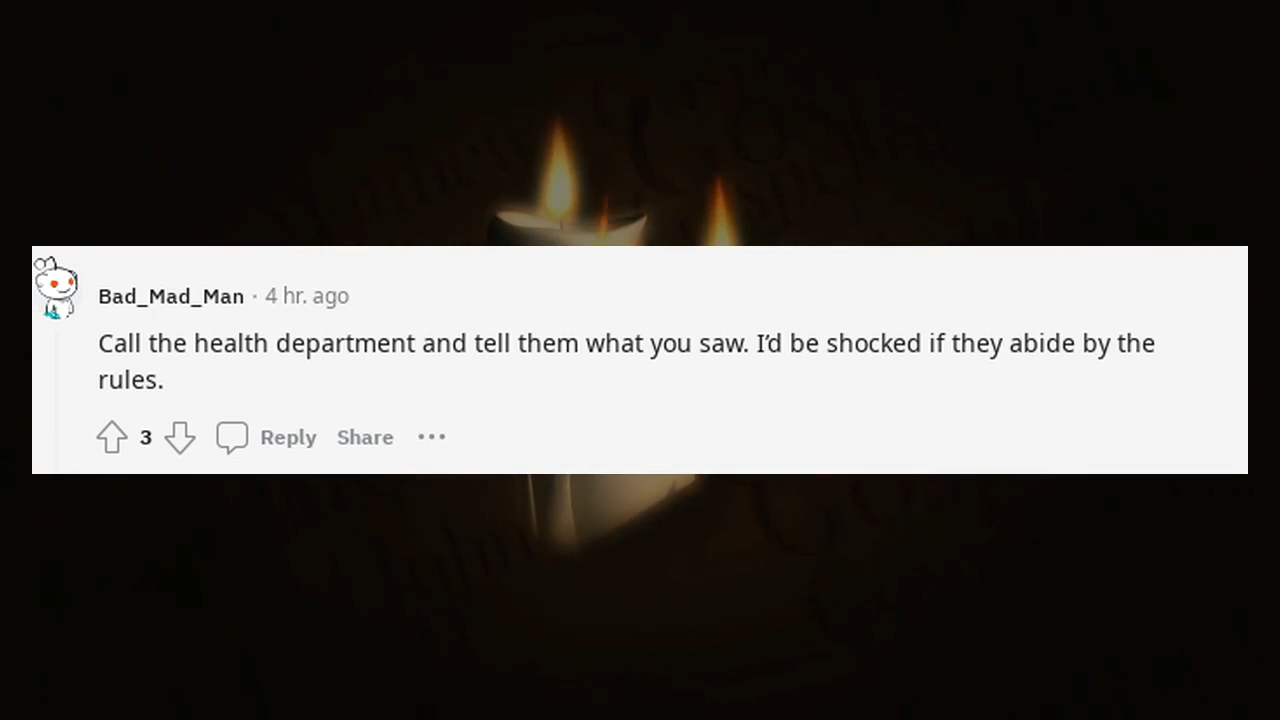 Bad_Mad_Man · 4 hr. ago
Call the health department and tell them what you saw. I’d be shocked if they abide by the
rules.
3 Reply Share